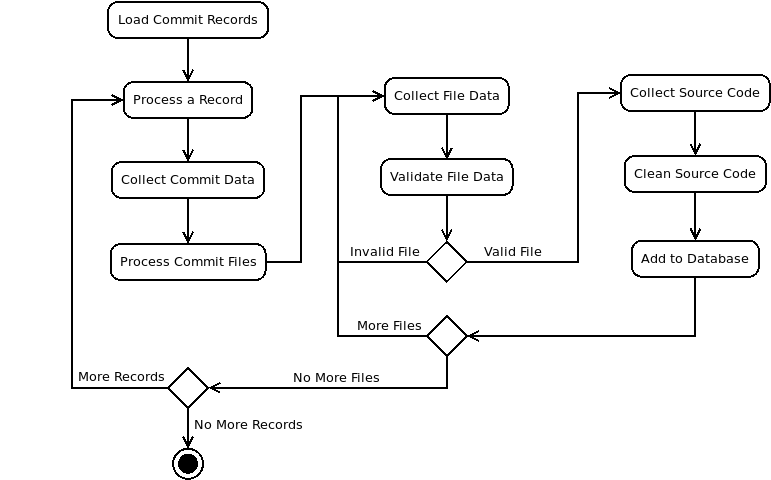 Load Commit Records
Process a Record
Collect Commit Data
Process Commit Files
Collect File Data
Validate File Data
Invalid File
Valid File
Collect Source Code
Clean Source Code
Add to Database
More Files
No More Files
More Records
No More Records